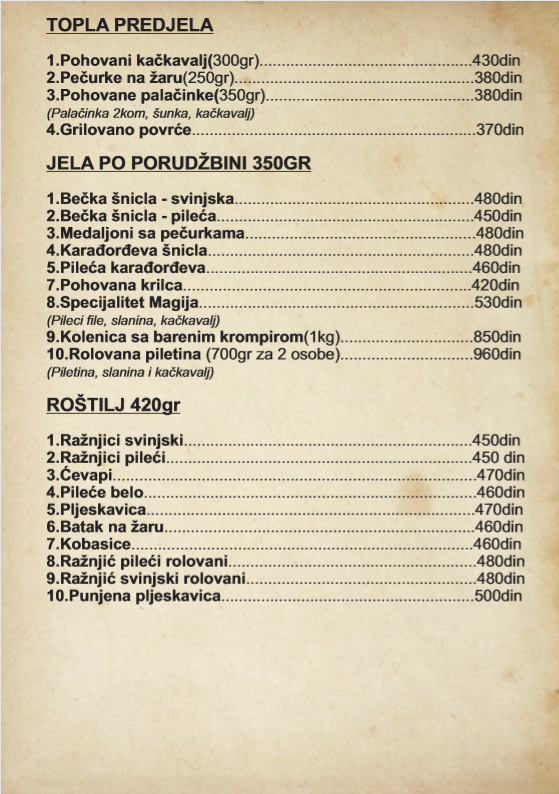 TOPLA PREDJELA
1.Pohovani kačkavalj(300gr)..................................................430din
2.Pečurke na žaru(250gr)........................................................380din
3.Pohovane palačinke(350gr).................................................380din
(Palačinka 2kom, šunka, kačkavalj)
4.Grilovano povrće...................................................................370din
JELA PO PORUDŽBINI 350GR
1.Bečka šnicla - svinjska.........................................................480din
2.Bečka šnicla - pileća.............................................................450din
3.Medaljoni sa pečurkama......................................................480din
4.Karađorđeva šnicla...............................................................480din
5.Pileća karađorđeva...............................................................460din
7.Pohovana krilca....................................................................420din
8.Specijalitet Magija.................................................................530din
(Pileci file, slanina, kačkavalj)
9.Kolenica sa barenim krompirom(1kg)...............................850din
10.Rolovana piletina (700gr za 2 osobe)...............................960din
(Piletina, slanina i kačkavalj)
ROŠTILJ 420gr
1.Ražnjici svinjski....................................................................450din
2.Ražnjici pileći.........................................................................450 din
3.Ćevapi......................................................................................470din
4.Pileće belo..............................................................................460din
5.Pljeskavica..............................................................................470din
6.Batak na žaru.........................................................................460din
7.Kobasice.................................................................................460din
8.Ražnjić pileći rolovani...........................................................480din
9.Ražnjić svinjski rolovani......................................................480din
10.Punjena pljeskavica............................................................500din